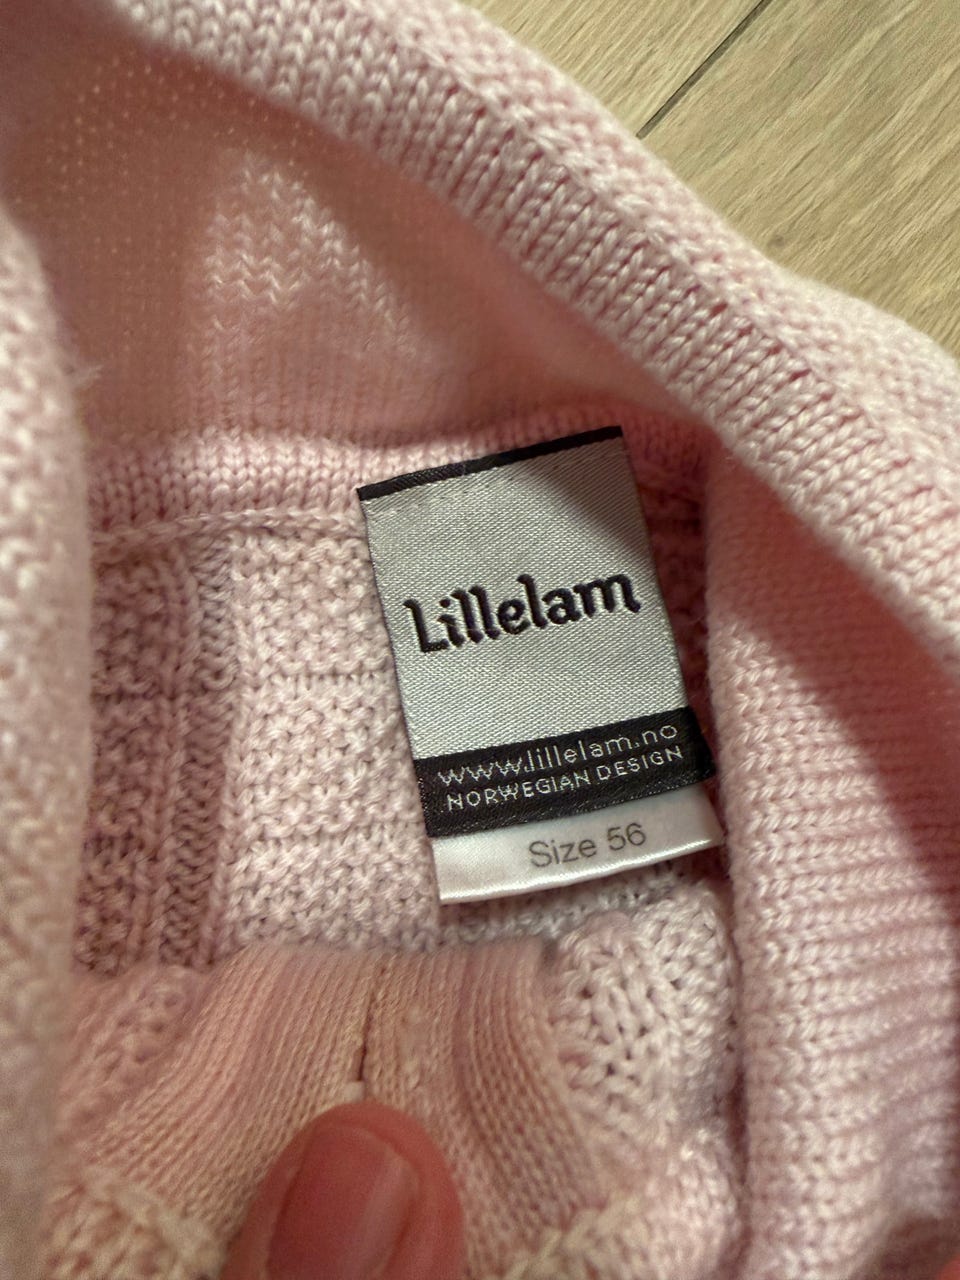 Lillelam
www.lillelam.no
NORWEGIAN DESIGN
Size 56